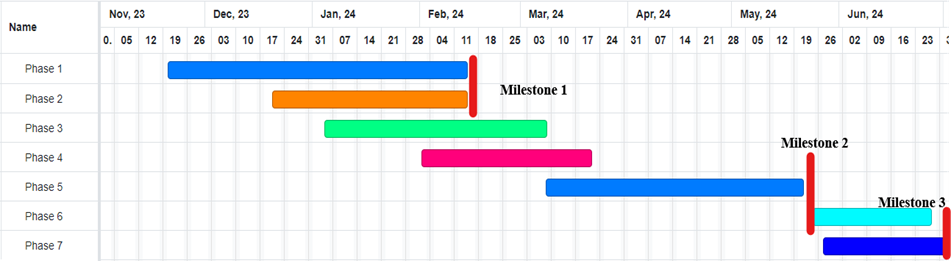 Name Nov, 23 Dec, 23 Jan, 24 Feb, 24 Mar, 24 Apr, 24 May, 24 Jun, 24
0. 05 12 19 26 03 10 17 24 31 07 14 21 28 04 11 18 25 03 10 17 24 31 07 14 21 28 05 12 19 26 02 09 16 23 3
Phase 1
Milestone 1
Phase 2
Phase 3
Milestone 2
Phase 4
Phase 5
Milestone 3
Phase 6
Phase 7